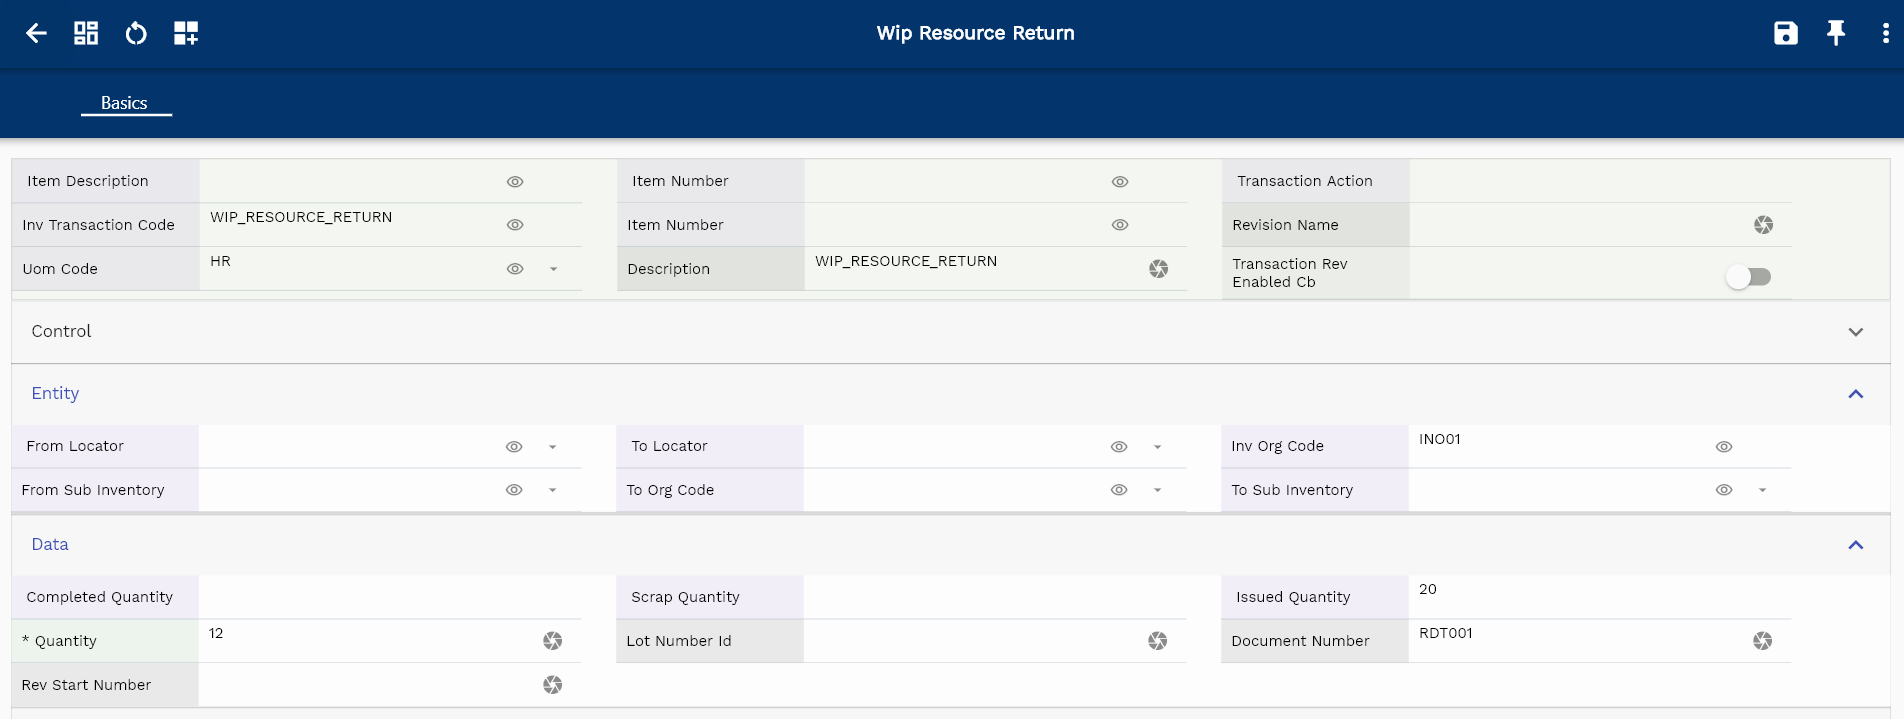 Wip Resource Return
Basics
Item Description
Item Number
Transaction Action
Inv Transaction Code WIP_RESOURCE_RETURN
Item Number
Revision Name
Uom Code HR
Description WIP_RESOURCE_RETURN
Transaction Rev
Enabled Cb
Control
Entity
From Locator
To Locator
Inv Org Code INO01
From Sub Inventory
To Org Code
To Sub Inventory
Data
Completed Quantity
Scrap Quantity
Issued Quantity 20
* Quantity 12
Lot Number Id
Document Number RDT001
Rev Start Number